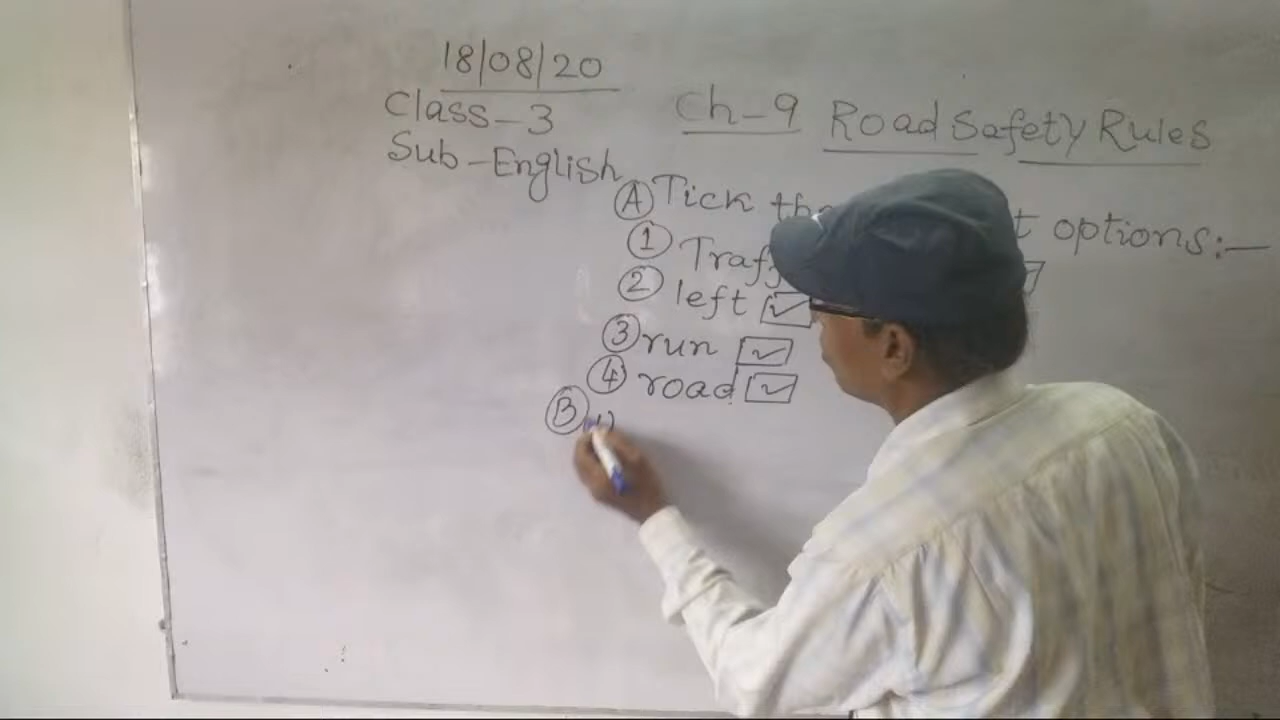 18/08/20
Class-3
Sub-English
Ch-9 Road Safety Rules
A Tick the options:-
1
2 left
3 run
4 road
B